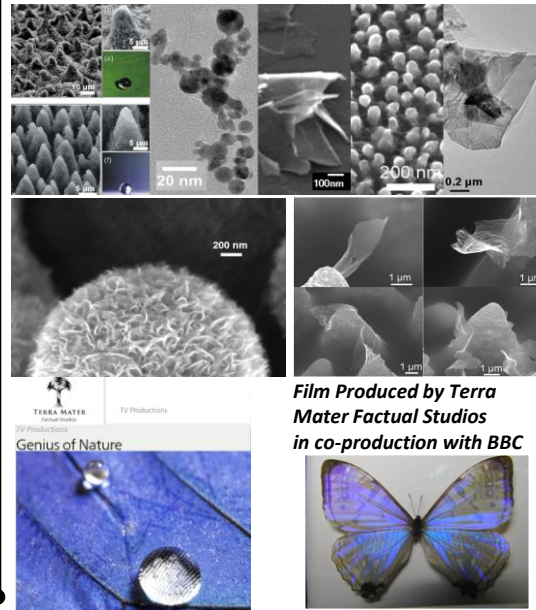 10 μm
5 μm
(e)
5 μm
5 μm
(f)
20 nm
100nm
200 nm
0.2 μm
200 nm
1 μm
1 μm
1 μm
1 μm
TERRA MATER
Factual Studios
TV Productions
TV Productions
Genius of Nature
Film Produced by Terra
Mater Factual Studios
in co-production with BBC